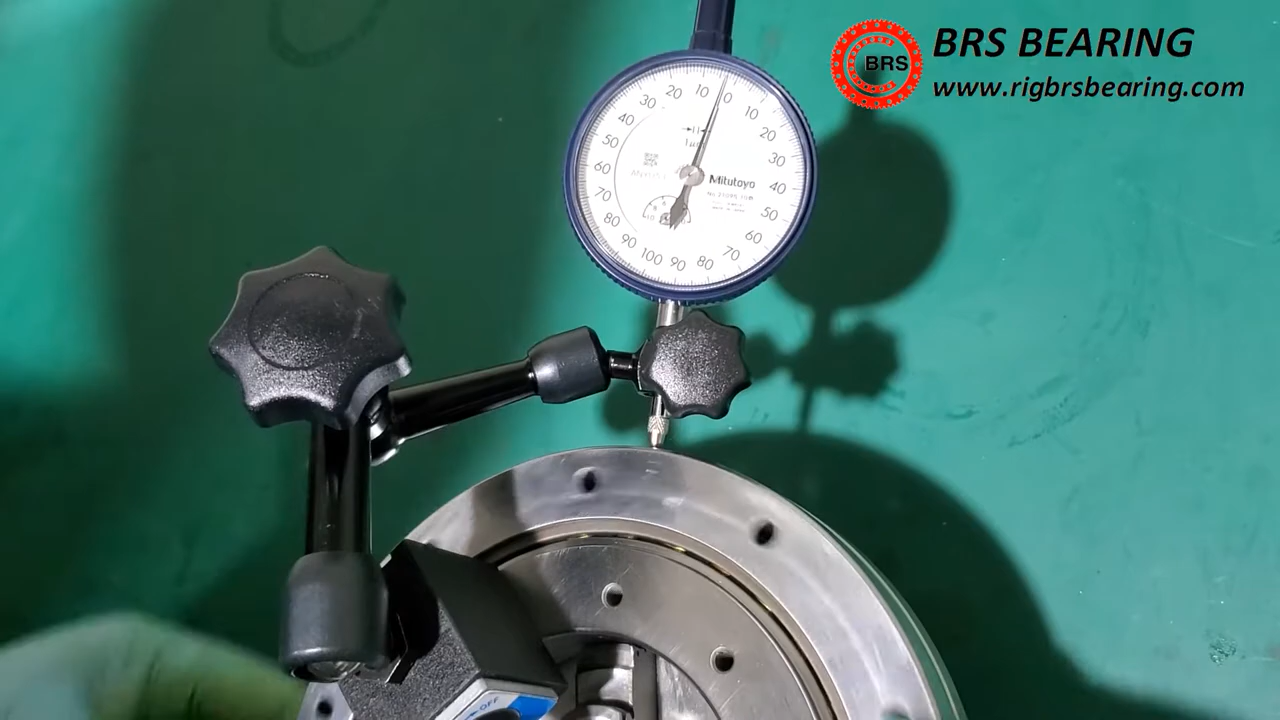 BRS BEARING
BRS
www.rigbrsbearing.com
10 0 10
20 20
30 30
40 40
50 50
60 60
70 70
80 80
90 90
100
Mitutoyo
OFF